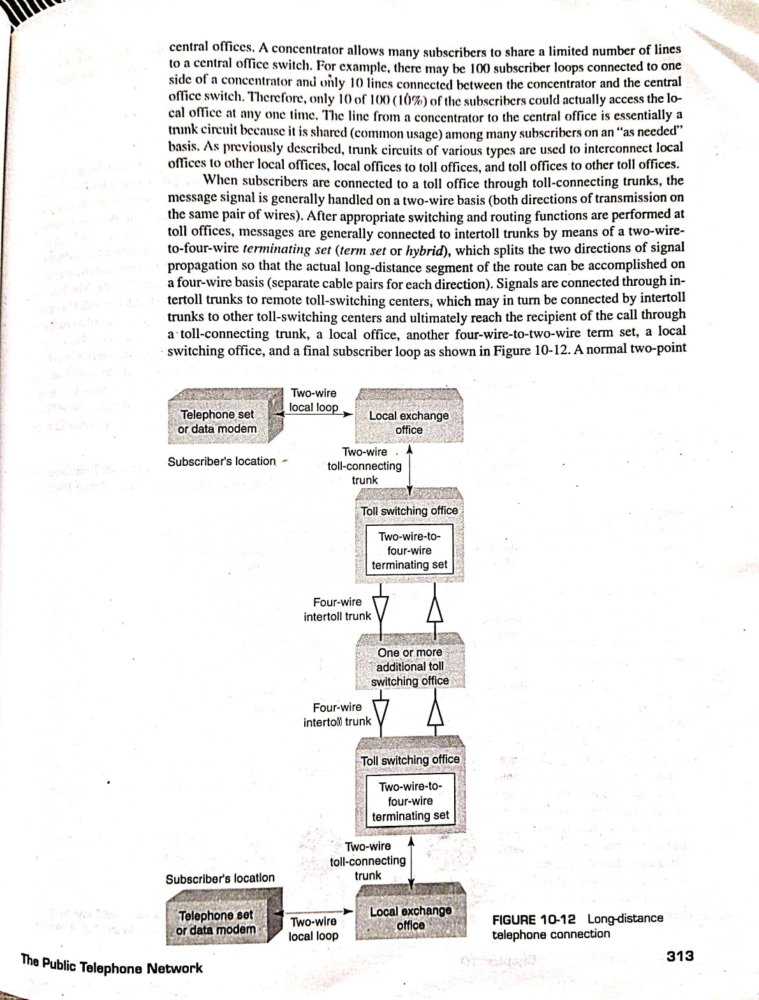 central offices. A concentrator allows many subscribers to share a limited number of lines
to a central office switch. For example, there may be 100 subscriber loops connected to one
side of a concentrator and only 10 lines connected between the concentrator and the central
office switch. Therefore, only 10 of 100 (10%) of the subscribers could actually access the lo-
cal office at any one time. The line from a concentrator to the central office is essentially a
trunk circuit because it is shared (common usage) among many subscribers on an “as needed”
basis. As previously described, trunk circuits of various types are used to interconnect local
offices to other local offices, local offices to toll offices, and toll offices to other toll offices.
When subscribers are connected to a toll office through toll-connecting trunks, the
message signal is generally handled on a two-wire basis (both directions of transmission on
the same pair of wires). After appropriate switching and routing functions are performed at
toll offices, messages are generally connected to intertoll trunks by means of a two-wire-
to-four-wire terminating set (term set or hybrid), which splits the two directions of signal
propagation so that the actual long-distance segment of the route can be accomplished on
a four-wire basis (separate cable pairs for each direction). Signals are connected through in-
tertoll trunks to remote toll-switching centers, which may in turn be connected by intertoll
trunks to other toll-switching centers and ultimately reach the recipient of the call through
a toll-connecting trunk, a local office, another four-wire-to-two-wire term set, a local
switching office, and a final subscriber loop as shown in Figure 10-12. A normal two-point
Telephone set
or data modem
Subscriber's location
Two-wire
local loop
Local exchange
office
Two-wire
toll-connecting
trunk
Toll switching office
Two-wire-to-
four-wire
terminating set
Four-wire
intertoll trunk
One or more
additional toll
switching office
Four-wire
intertoll trunk
Toll switching office
Two-wire-to-
four-wire
terminating set
Two-wire
toll-connecting
trunk
Subscriber's location
Telephone set
or data modem
Two-wire
local loop
Local exchange
office
FIGURE 10-12 Long-distance
telephone connection
The Public Telephone Network
313